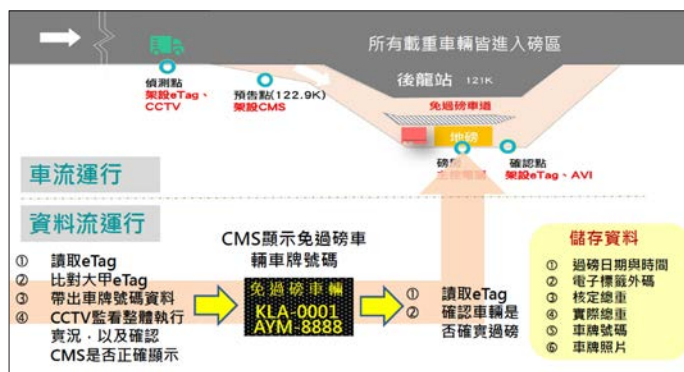 所有載重車輛皆進入磅區
後龍站 121K
偵測點
架設eTag、
CCTV
預告點(122.9K)
架設CMS
免過磅車道
地磅
確認點
架設eTag、AVI
車流運行
資料流運行
① 讀取eTag
② 比對大甲eTag
③ 帶出車牌號碼資料
④ CCTV監看整體執行
實況，以及確認
CMS是否正確顯示
CMS顯示免過磅車
輛車牌號碼
免過磅車輛
KLA-0001
AYM-8888
① 讀取eTag
② 確認車輛是
否確實過磅
儲存資料
① 過磅日期與時間
② 電子標籤外碼
③ 核定總重
④ 實際總重
⑤ 車牌號碼
⑥ 車牌照片